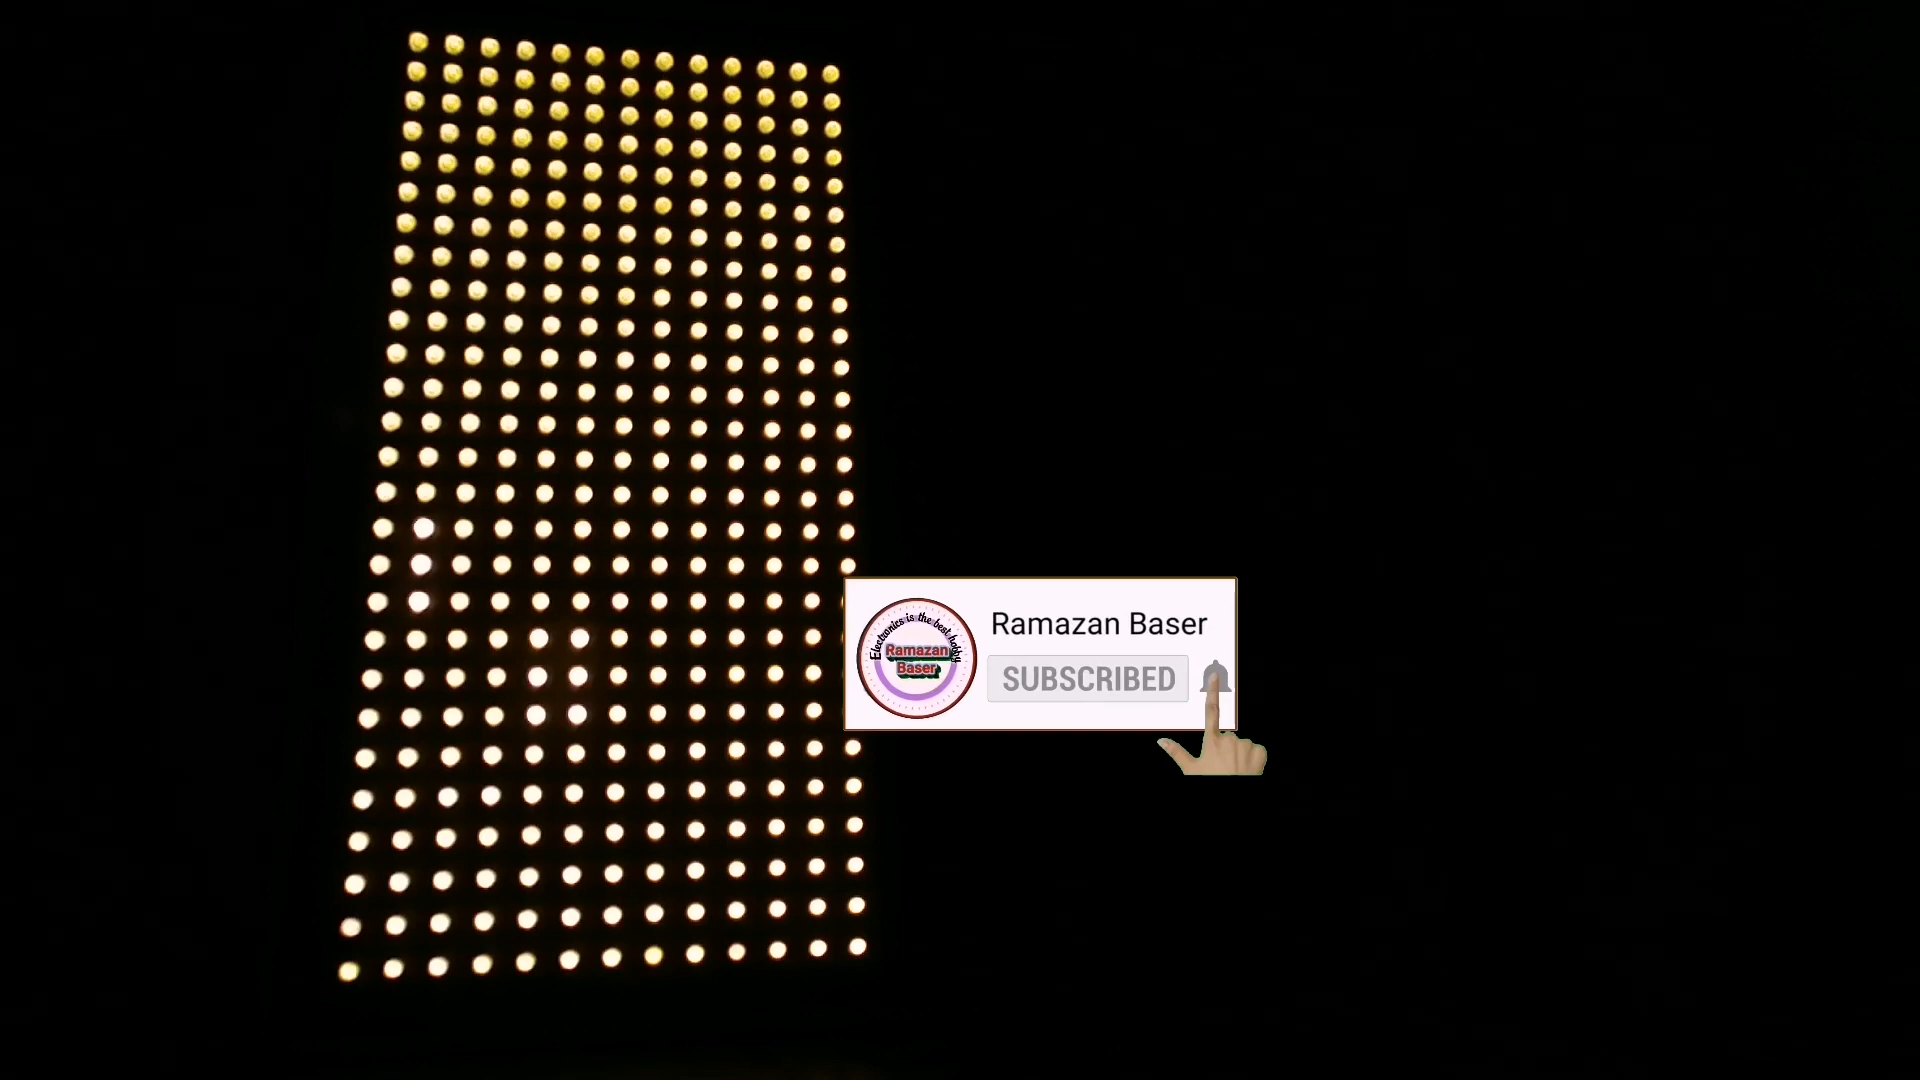 Electronics is the best hobby
Ramazan
Baser
Ramazan Baser
SUBSCRIBED